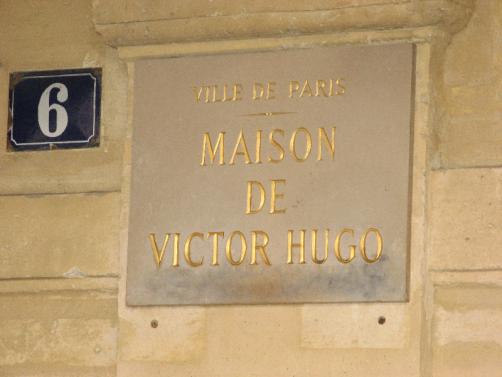 6
VILLE DE PARIS
MAISON
DE
VICTOR HUGO